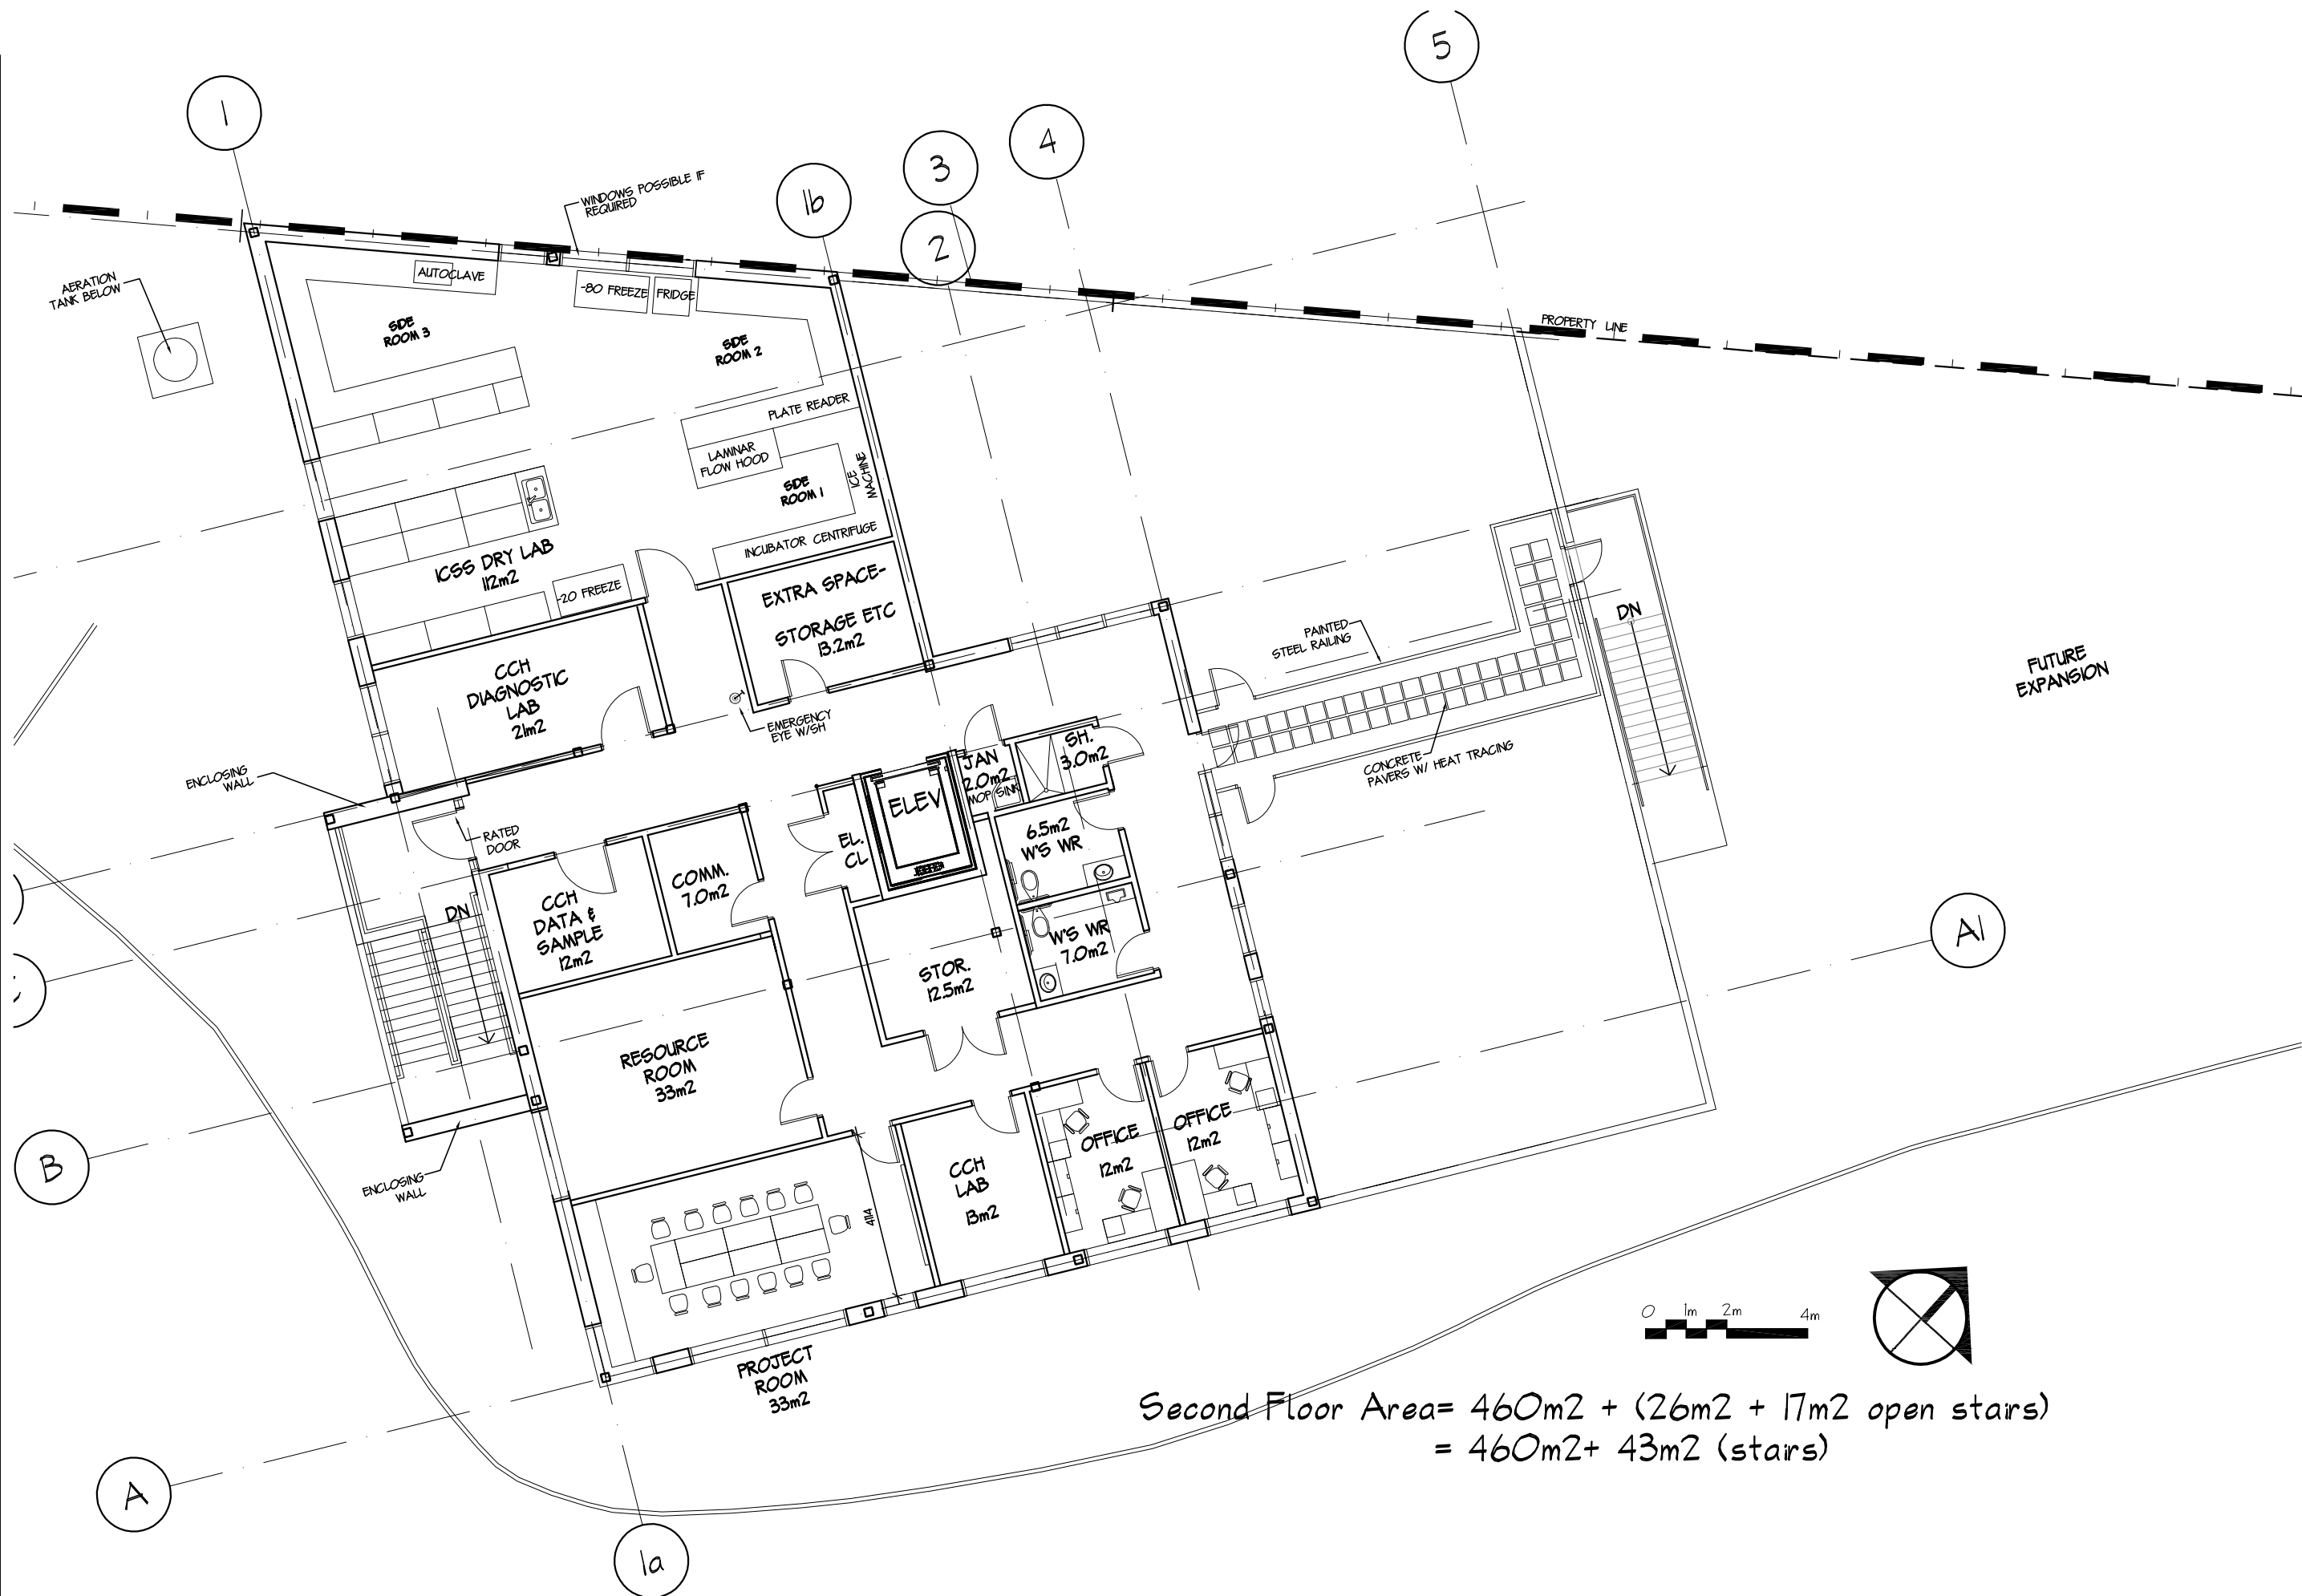 5
1
4
3
1b
2
WINDOWS POSSIBLE IF
REQUIRED
AERATION
TANK BELOW
AUTOCLAVE
-80 FREEZE
FRIDGE
PROPERTY LINE
SIDE
ROOM 3
SIDE
ROOM 2
PLATE READER
LAMINAR
FLOW HOOD
ICE
MACHINE
SIDE
ROOM 1
INCUBATOR CENTRIFUGE
ICSS DRY LAB
112m2
-20 FREEZE
EXTRA SPACE-
STORAGE ETC
13.2m2
DN
PAINTED
STEEL RAILING
FUTURE
EXPANSION
CCH
DIAGNOSTIC
LAB
21m2
EMERGENCY
EYE W/SH
JAN
2.0m2
MOP SINK
SH.
3.0m2
CONCRETE
PAVERS W/ HEAT TRACING
ENCLOSING
WALL
ELEV
RATED
DOOR
EL.
CL
6.5m2
W'S WR
COMM.
7.0m2
CCH
DATA &
SAMPLE
12m2
DN
W'S WR
7.0m2
A1
STOR.
12.5m2
RESOURCE
ROOM
33m2
B
OFFICE
12m2
OFFICE
12m2
CCH
LAB
13m2
ENCLOSING
WALL
4114
0 1m 2m 4m
PROJECT
ROOM
33m2
Second Floor Area= 460m2 + (26m2 + 17m2 open stairs)
= 460m2+ 43m2 (stairs)
A
1a